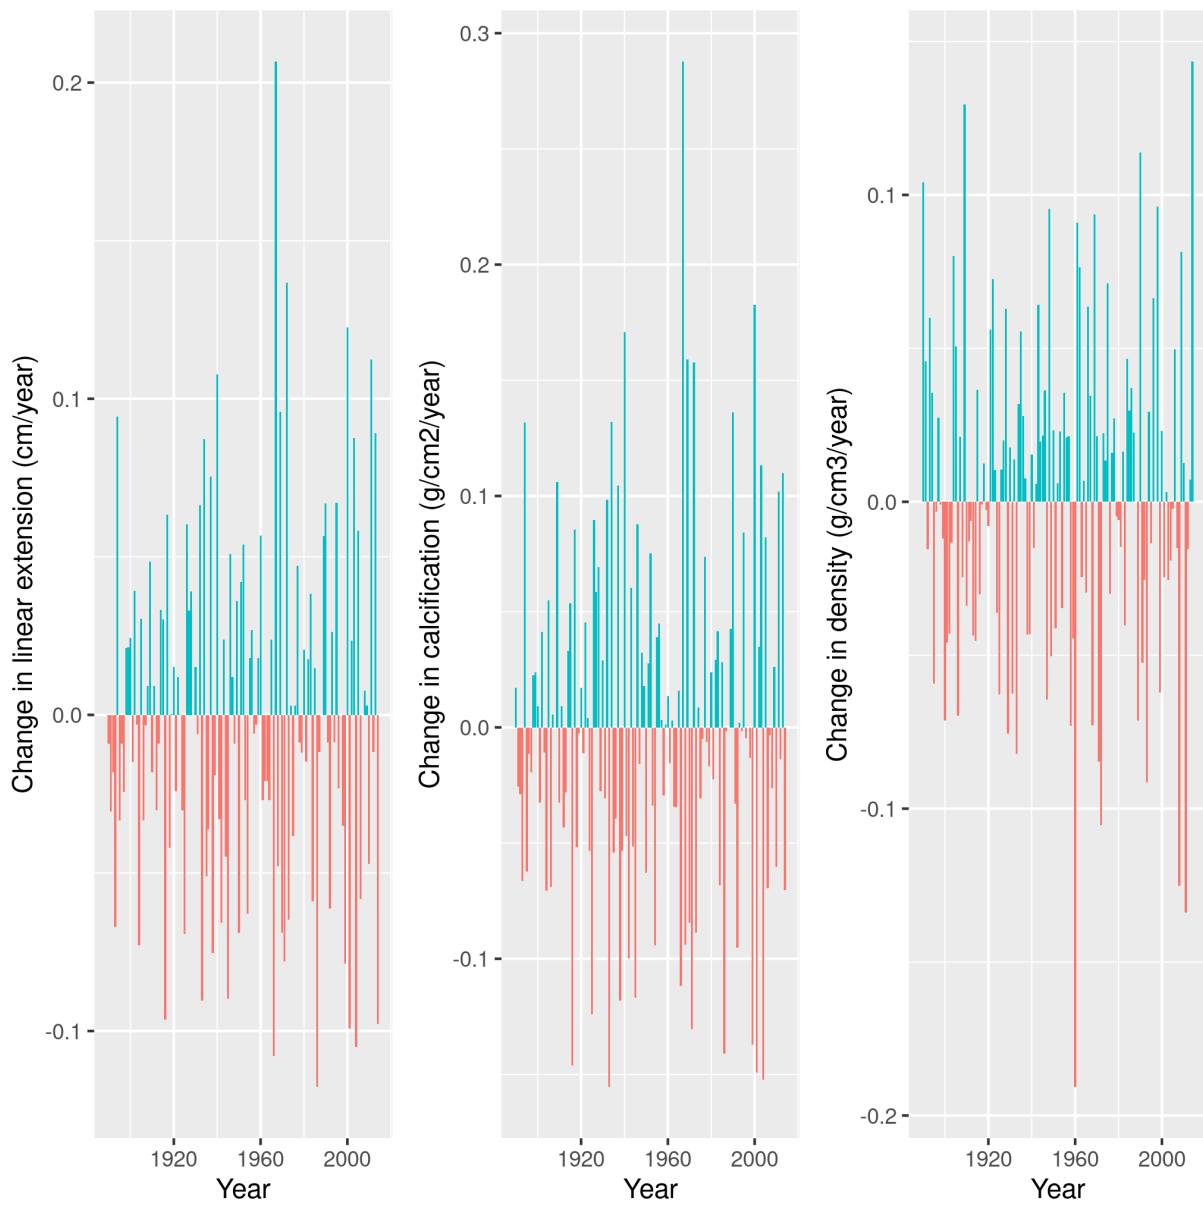 Change in linear extension (cm/year)
0.2
0.1
0.0
-0.1
1920 1960 2000
Year
Change in calcification (g/cm2/year)
0.3
0.2
0.1
0.0
-0.1
1920 1960 2000
Year
Change in density (g/cm3/year)
0.1
0.0
-0.1
-0.2
1920 1960 2000
Year